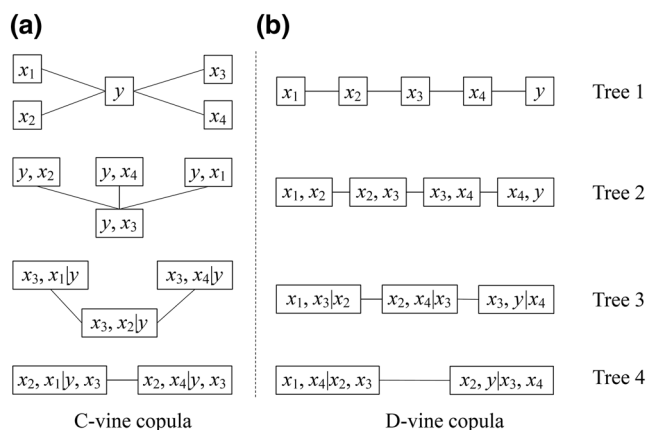 (a)
x₁ x₃
y
x₂ x₄
y, x₂ y, x₄ y, x₁
y, x₃
x₃, x₁|y x₃, x₄|y
x₃, x₂|y
x₂, x₁|y, x₃ x₂, x₄|y, x₃
C-vine copula
(b)
x₁ x₂ x₃ x₄ y Tree 1
x₁, x₂ x₂, x₃ x₃, x₄ x₄, y Tree 2
x₁, x₃|x₂ x₂, x₄|x₃ x₃, y|x₄ Tree 3
x₁, x₄|x₂, x₃ x₂, y|x₃, x₄ Tree 4
D-vine copula